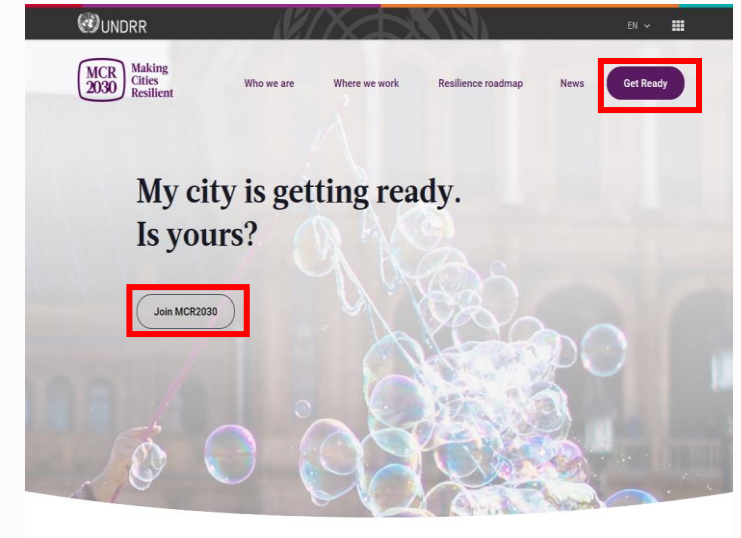 UNDRR
EN
MCR
2030
Making
Cities
Resilient
Who we are
Where we work
Resilience roadmap
News
Get Ready
My city is getting ready.
Is yours?
Join MCR2030